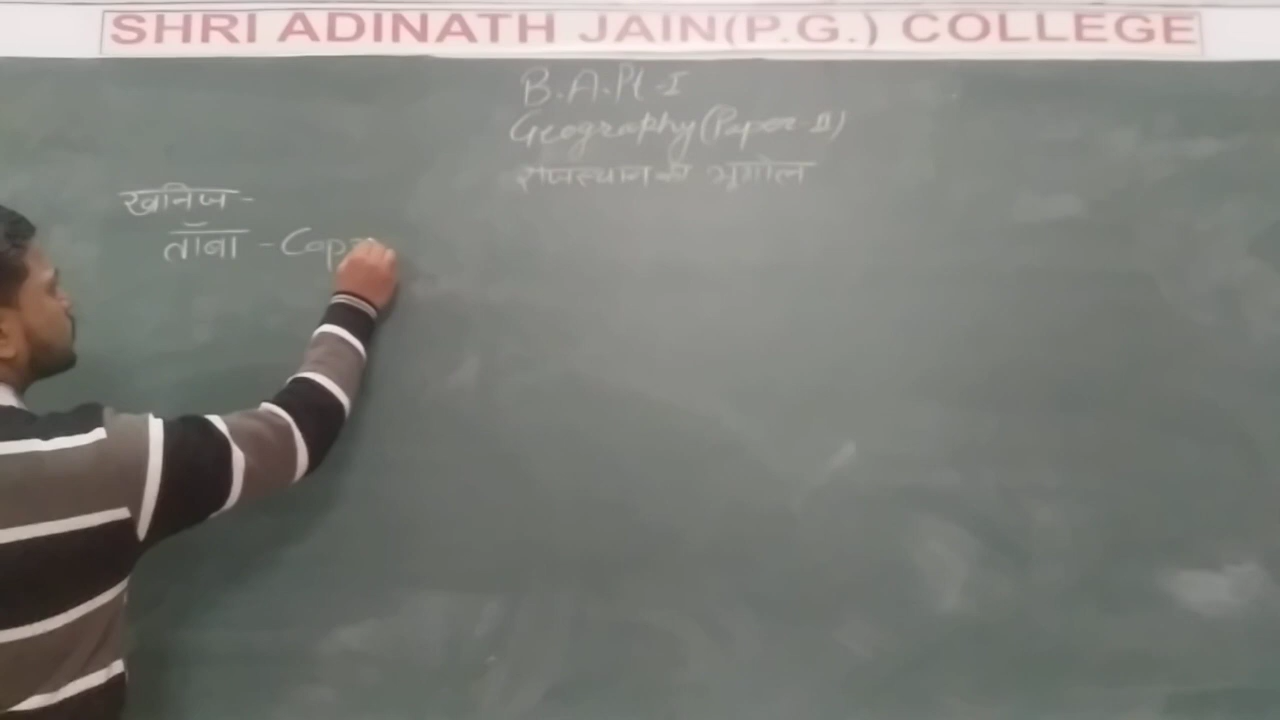 SHRI ADINATH JAIN(P.G.) COLLEGE
B.A.Pt-I
Geography(Paper-II)
राजस्थान का भूगोल
खनिज-
ताँबा - Cop